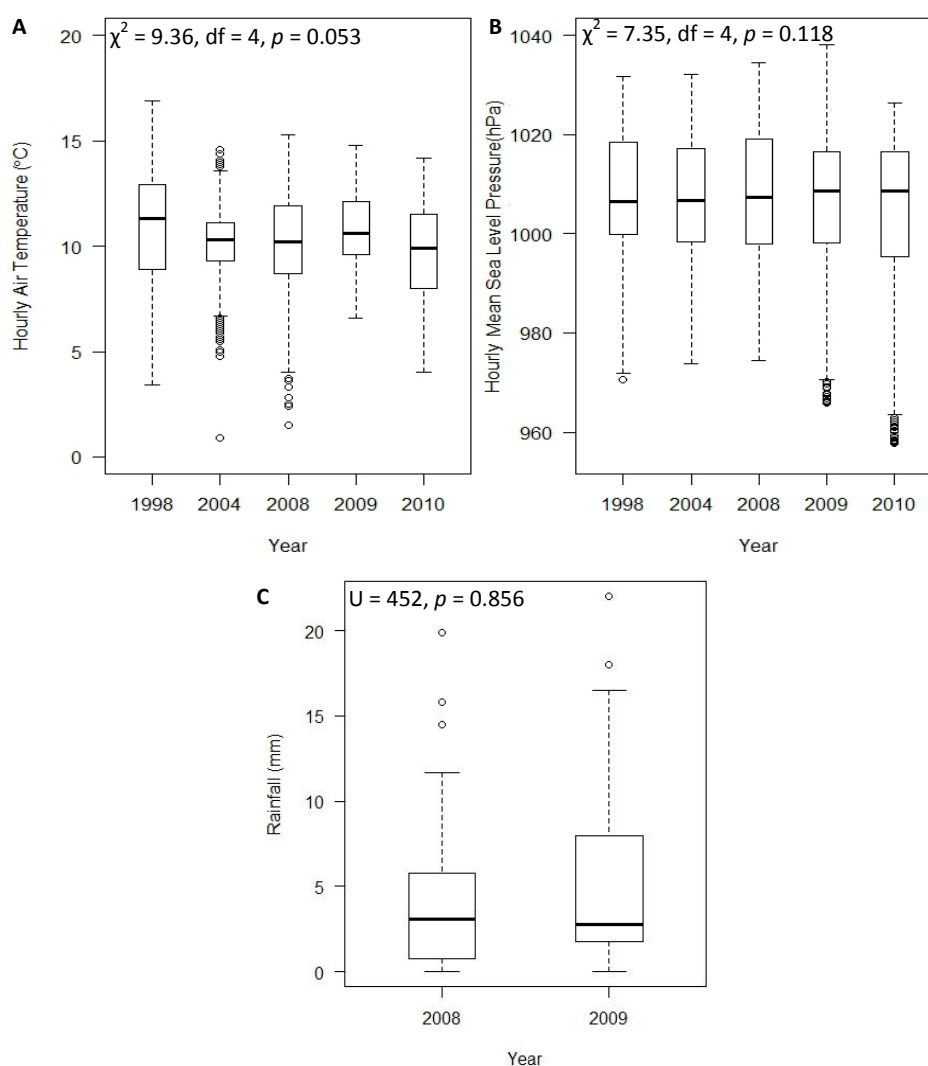 A
χ² = 9.36, df = 4, p = 0.053
20
15
10
5
0
Hourly Air Temperature (ºC)
1998 2004 2008 2009 2010
Year
B
χ² = 7.35, df = 4, p = 0.118
1040
1020
1000
980
960
Hourly Mean Sea Level Pressure(hPa)
1998 2004 2008 2009 2010
Year
C
U = 452, p = 0.856
20
15
10
5
0
Rainfall (mm)
2008 2009
Year